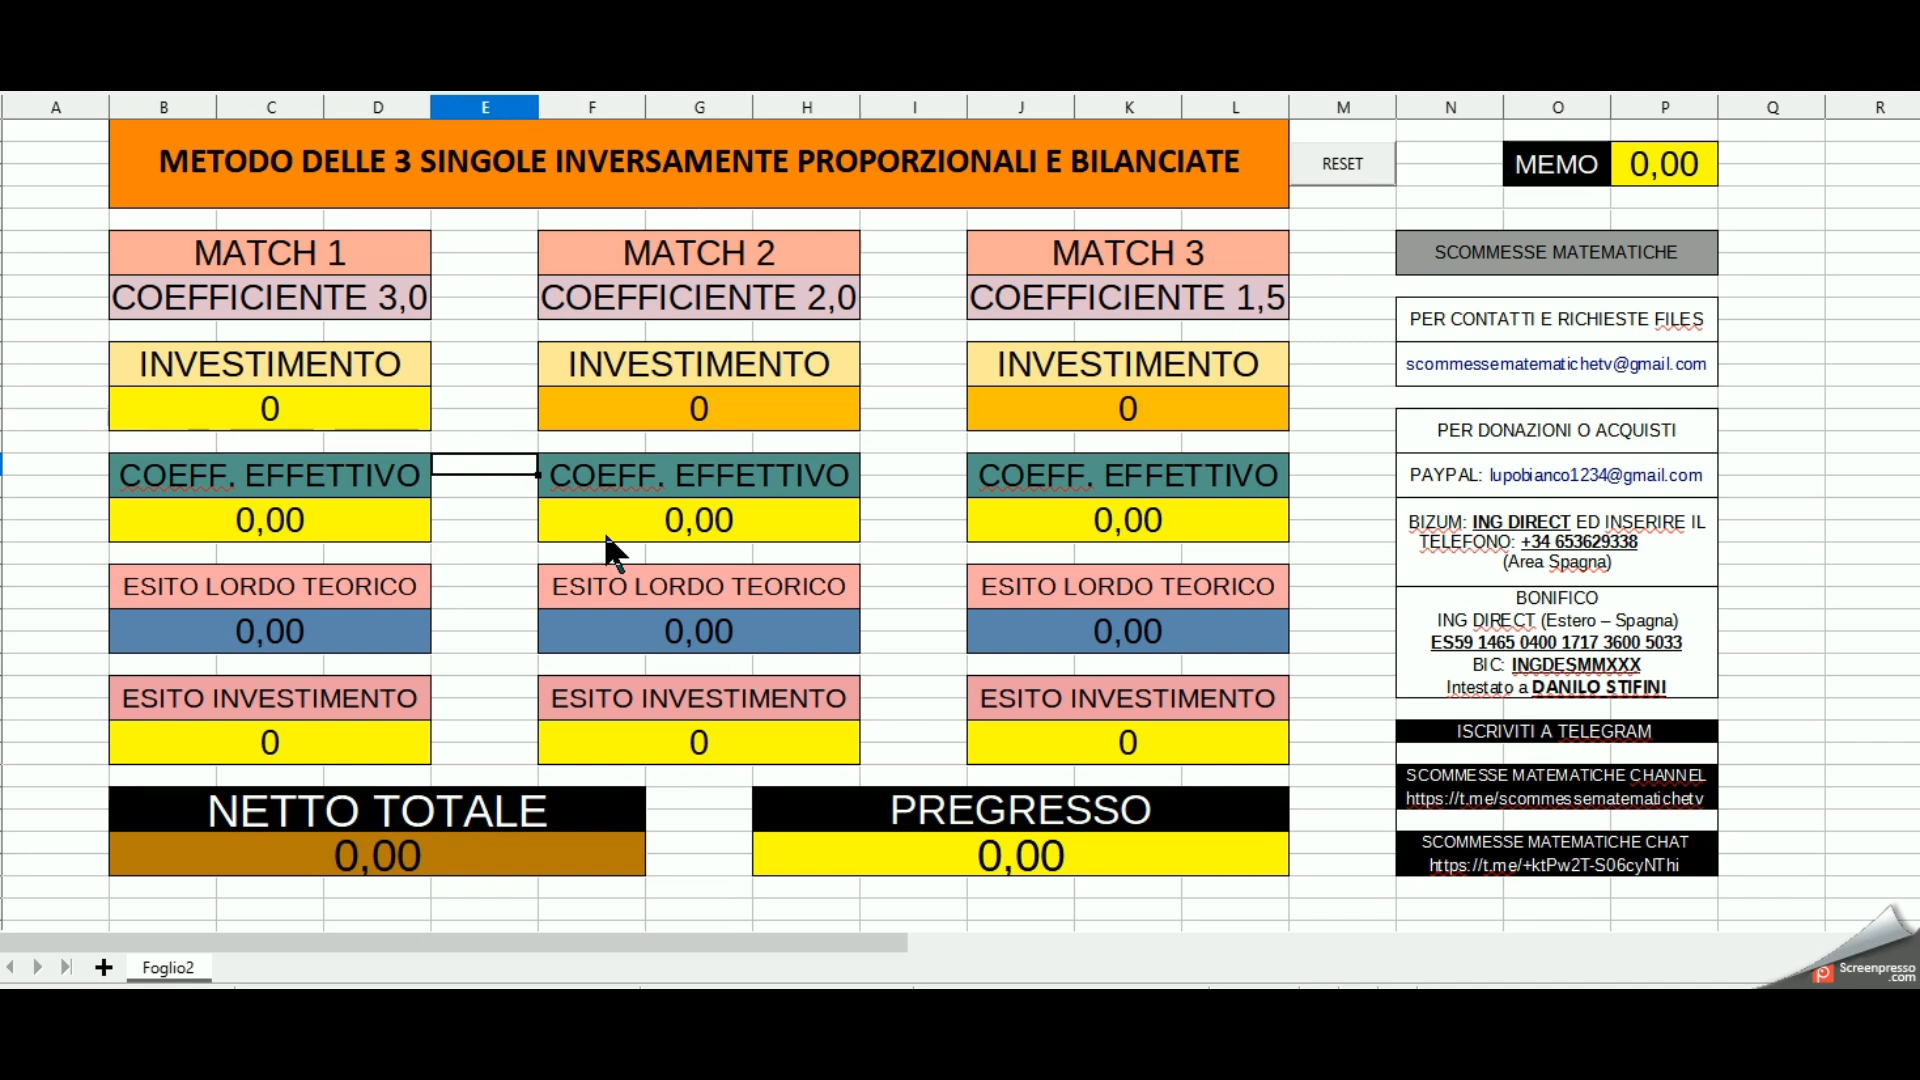 A B C D E F G H I J K L M N O P Q R
METODO DELLE 3 SINGOLE INVERSAMENTE PROPORZIONALI E BILANCIATE
RESET
MEMO 0,00
MATCH 1 MATCH 2 MATCH 3
SCOMMESSE MATEMATICHE
COEFFICIENTE 3,0 COEFFICIENTE 2,0 COEFFICIENTE 1,5
PER CONTATTI E RICHIESTE FILES
INVESTIMENTO INVESTIMENTO INVESTIMENTO
scommessematematichetv@gmail.com
0 0 0
PER DONAZIONI O ACQUISTI
COEFF. EFFETTIVO COEFF. EFFETTIVO COEFF. EFFETTIVO
PAYPAL: lupobianco1234@gmail.com
0,00 0,00 0,00
BIZUM: ING DIRECT ED INSERIRE IL
TELEFONO: +34 653629338
(Area Spagna)
ESITO LORDO TEORICO ESITO LORDO TEORICO ESITO LORDO TEORICO
0,00 0,00 0,00
BONIFICO
ING DIRECT (Estero – Spagna)
ES59 1465 0400 1717 3600 5033
BIC: INGDESMMXXX
Intestato a DANILO STIFINI
ESITO INVESTIMENTO ESITO INVESTIMENTO ESITO INVESTIMENTO
0 0 0
ISCRIVITI A TELEGRAM
SCOMMESSE MATEMATICHE CHANNEL
https://t.me/scommessematematichetv
NETTO TOTALE PREGRESSO
0,00 0,00
SCOMMESSE MATEMATICHE CHAT
https://t.me/+ktPw2T-S06cyNThi
Foglio2
Screenpresso
.com